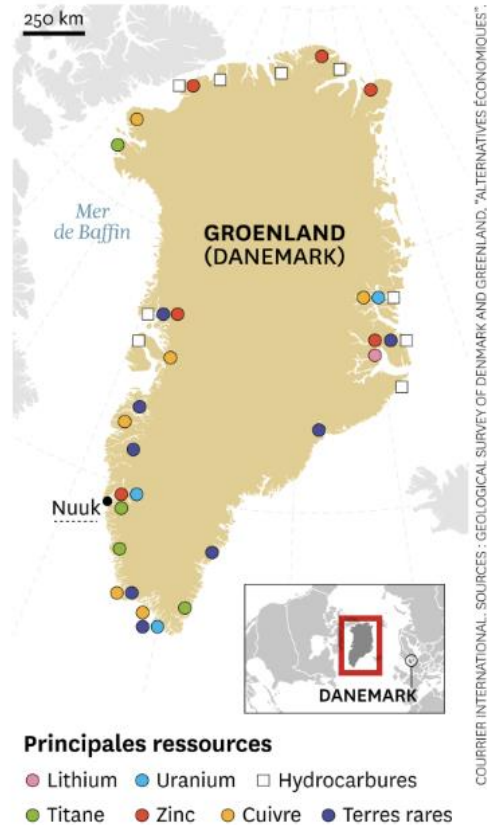 250 km
Mer
de Baffin
GROENLAND
(DANEMARK)
Nuuk
DANEMARK
COURRIER INTERNATIONAL. SOURCES : GEOLOGICAL SURVEY OF DENMARK AND GREENLAND, "ALTERNATIVES ÉCONOMIQUES".
Principales ressources
Lithium Uranium Hydrocarbures
Titane Zinc Cuivre Terres rares